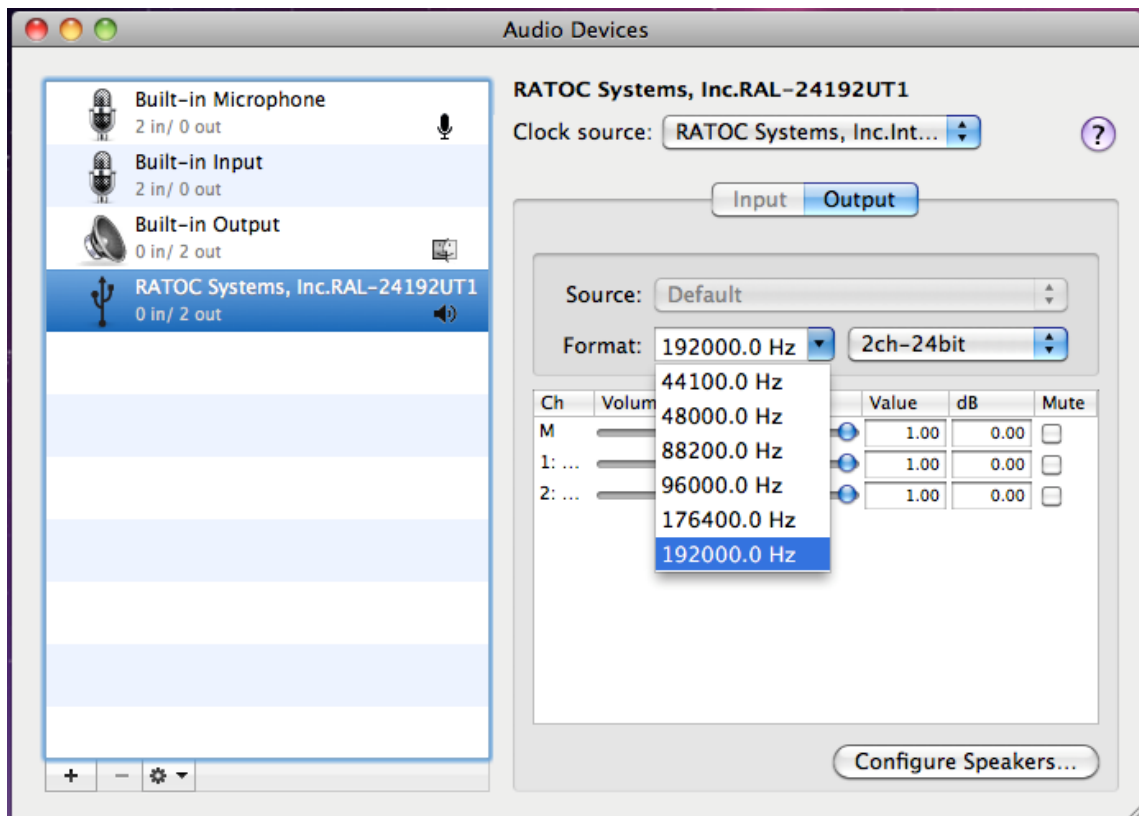 Audio Devices
Built-in Microphone
2 in/ 0 out
Built-in Input
2 in/ 0 out
Built-in Output
0 in/ 2 out
RATOC Systems, Inc.RAL-24192UT1
0 in/ 2 out
RATOC Systems, Inc.RAL-24192UT1
Clock source: RATOC Systems, Inc.Int... ?
Input Output
Source: Default
Format: 192000.0 Hz 2ch-24bit
44100.0 Hz
48000.0 Hz
88200.0 Hz
96000.0 Hz
176400.0 Hz
192000.0 Hz
Ch Volum Value dB Mute
M 1.00 0.00
1: ... 1.00 0.00
2: ... 1.00 0.00
Configure Speakers...
+ −